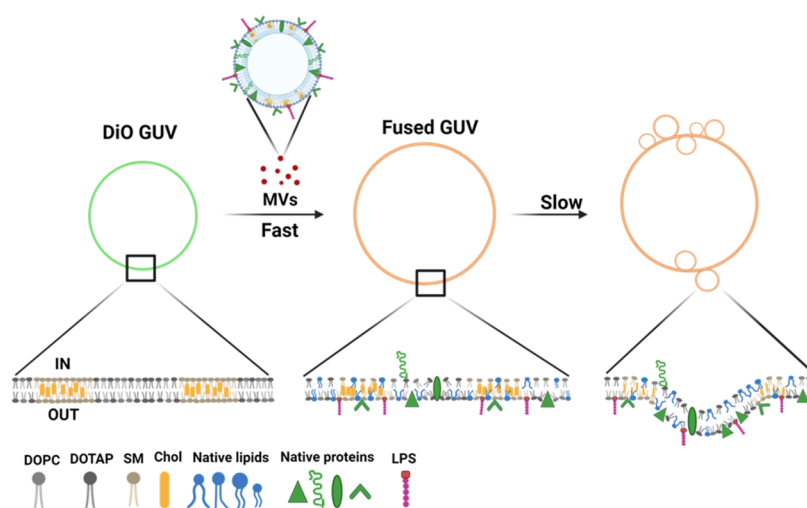 DiO GUV
Fused GUV
MVs
Fast
Slow
IN
OUT
DOPC DOTAP SM Chol Native lipids Native proteins LPS